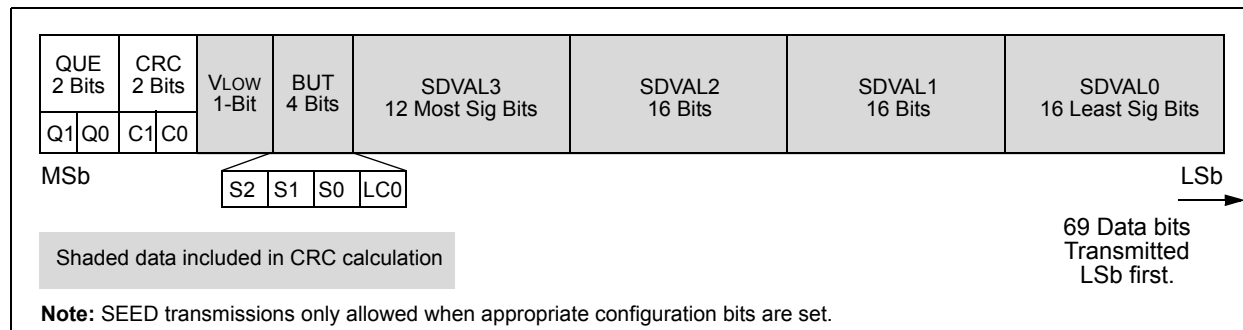 QUE CRC VLOW BUT SDVAL3 SDVAL2 SDVAL1 SDVAL0
2 Bits 2 Bits 1-Bit 4 Bits 12 Most Sig Bits 16 Bits 16 Bits 16 Least Sig Bits
Q1 Q0 C1 C0
MSb LSb
S2 S1 S0 LC0
69 Data bits
Transmitted
LSb first.
Shaded data included in CRC calculation
Note: SEED transmissions only allowed when appropriate configuration bits are set.